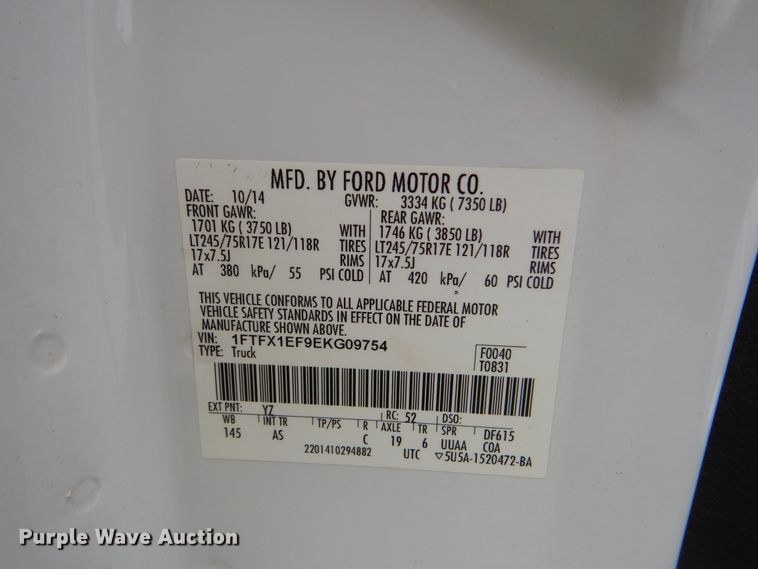 MFD. BY FORD MOTOR CO.
DATE: 10/14 GVWR: 3334 KG ( 7350 LB)
FRONT GAWR: REAR GAWR:
1701 KG ( 3750 LB) WITH 1746 KG ( 3850 LB) WITH
LT245/75R17E 121/118R TIRES LT245/75R17E 121/118R TIRES
17x7.5J RIMS 17x7.5J RIMS
AT 380 kPa/ 55 PSI COLD AT 420 kPa/ 60 PSI COLD
THIS VEHICLE CONFORMS TO ALL APPLICABLE FEDERAL MOTOR
VEHICLE SAFETY STANDARDS IN EFFECT ON THE DATE OF
MANUFACTURE SHOWN ABOVE.
VIN: 1FTFX1EF9EKG09754 F0040
TYPE: Truck T0831
EXT PNT: YZ RC: 52 DSO:
WB INT TR TP/PS R AXLE TR SPR DF615
145 AS C 19 6 UUAA COA
2201410294882 UTC ▽5U5A-1520472-BA
Purple Wave Auction